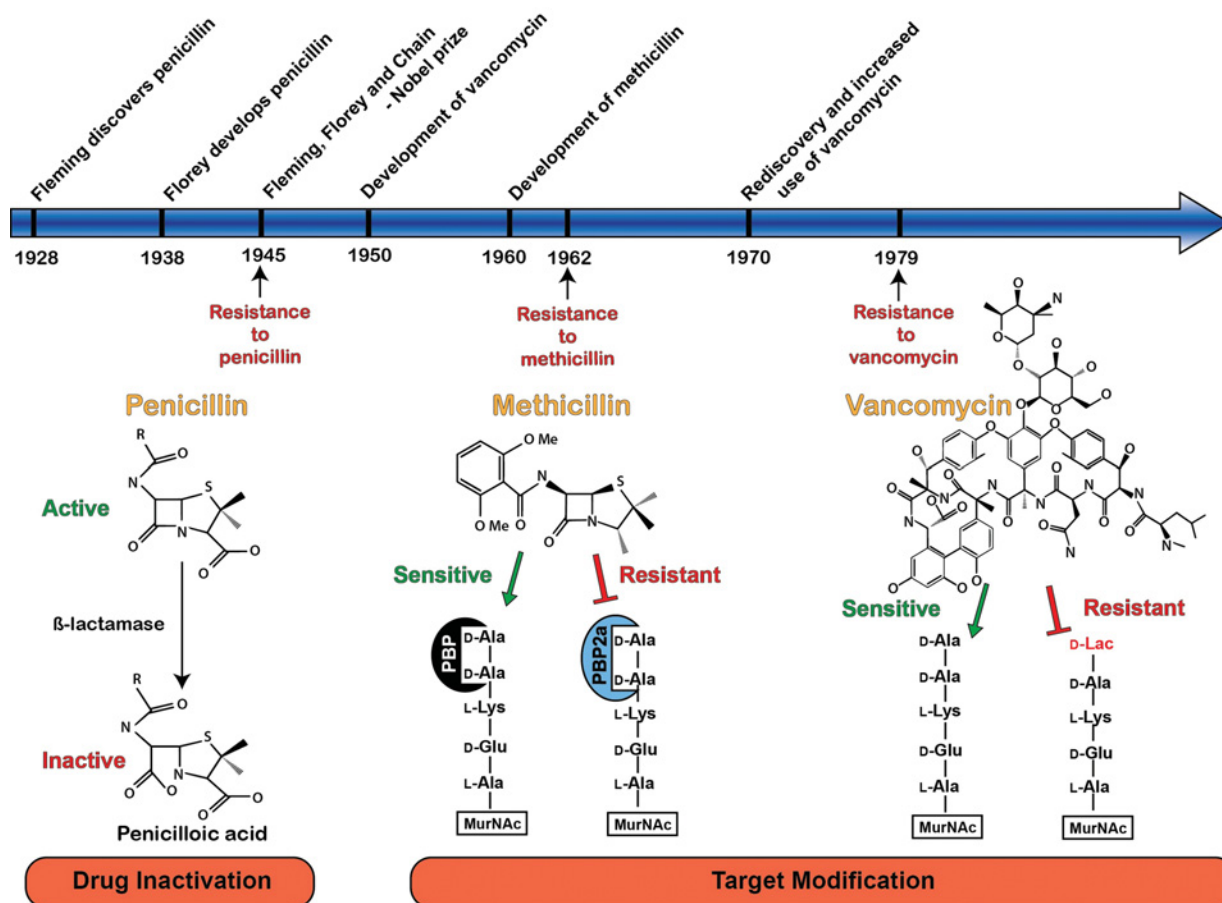 Fleming discovers penicillin
Florey develops penicillin
Fleming, Florey and Chain
- Nobel prize
Development of vancomycin
Development of methicillin
Rediscovery and increased
use of vancomycin
1928
1938
1945
1950
1960
1962
1970
1979
Resistance
to
penicillin
Resistance
to
methicillin
Resistance
to
vancomycin
Penicillin
R
O
N
S
N
O
O
O
Active
ß-lactamase
R
O
N
S
N
O
O
O
O
Inactive
Penicilloic acid
Methicillin
O Me
O Me
N
O
S
O
N
Sensitive
Resistant
PBP
D-Ala
D-Ala
L-Lys
D-Glu
L-Ala
MurNAc
PBP2a
D-Ala
D-Ala
L-Lys
D-Glu
L-Ala
MurNAc
Vancomycin
Sensitive
Resistant
D-Ala
D-Ala
L-Lys
D-Glu
L-Ala
MurNAc
D-Lac
D-Ala
L-Lys
D-Glu
L-Ala
MurNAc
Drug Inactivation
Target Modification